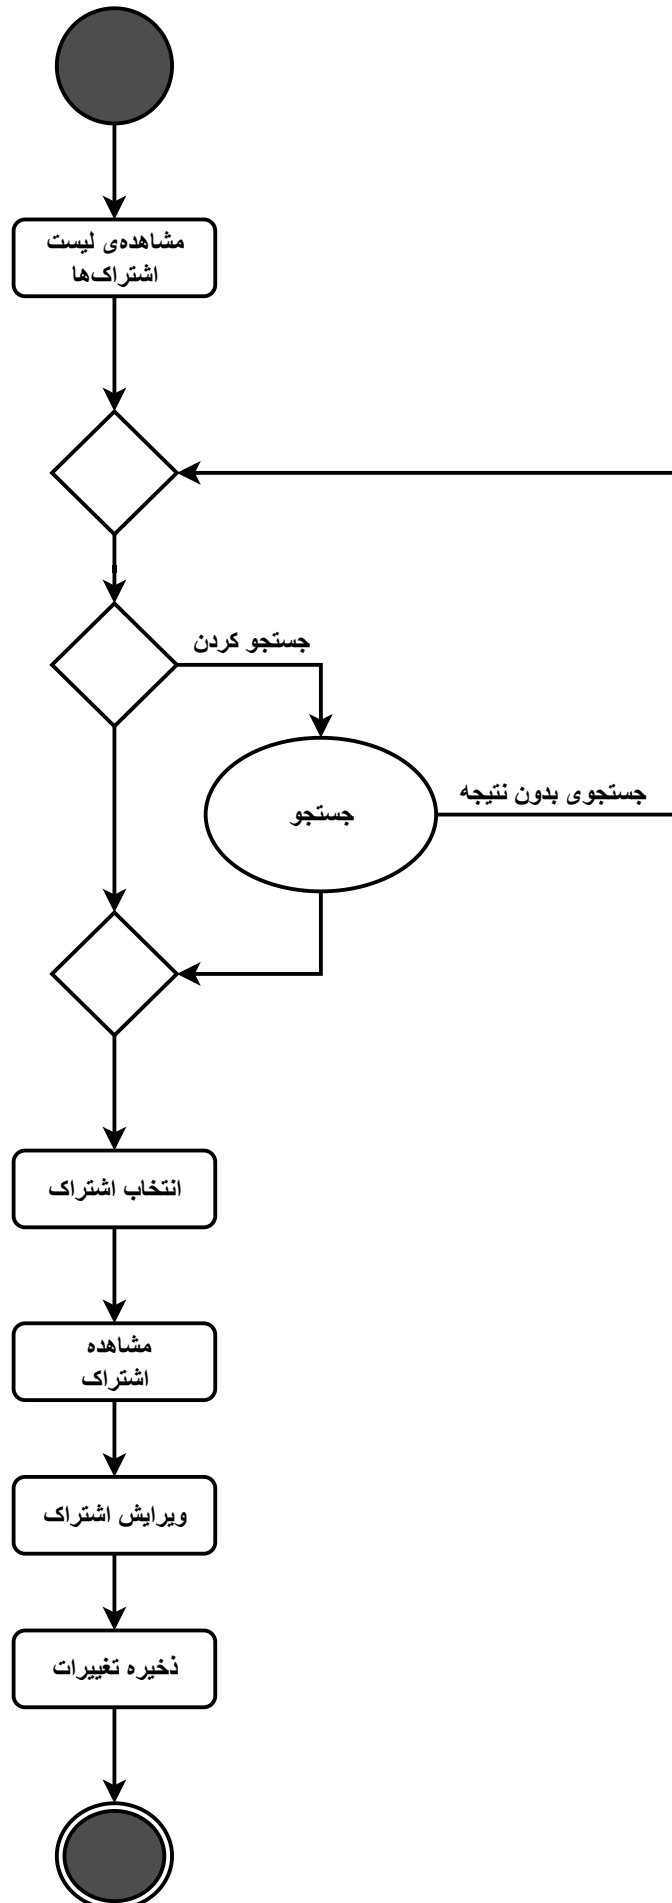 مشاهده‌ی لیست
اشتراک‌ها
جستجو کردن
جستجوی بدون نتیجه
جستجو
انتخاب اشتراک
مشاهده
اشتراک
ویرایش اشتراک
ذخیره تغییرات